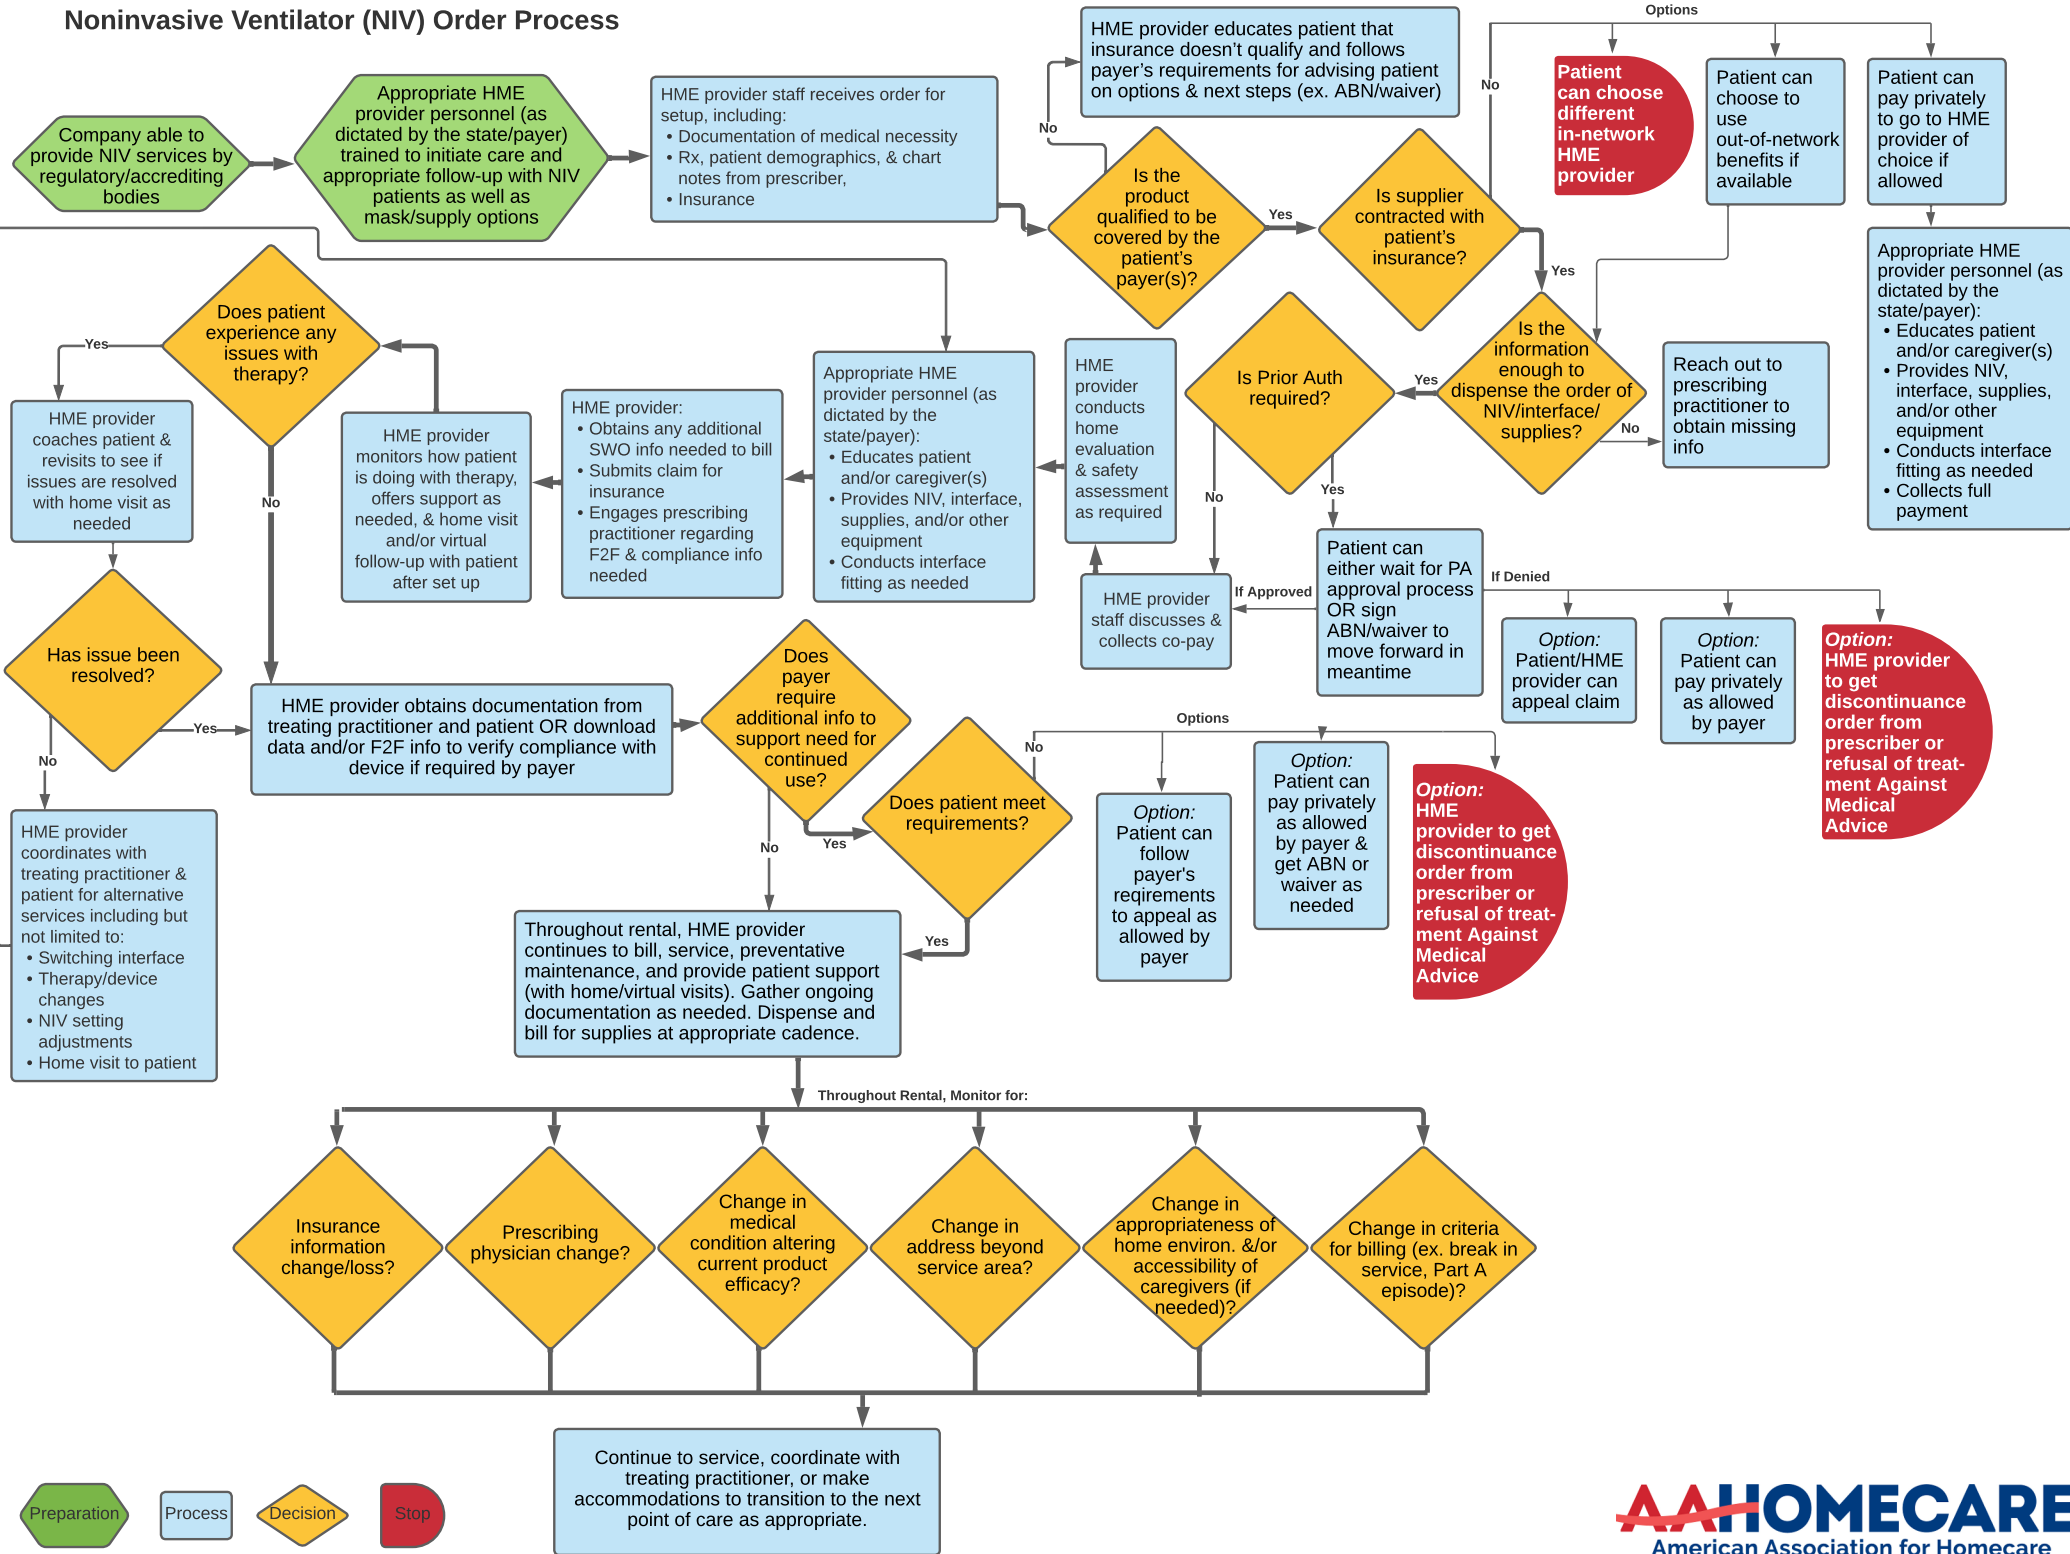 Noninvasive Ventilator (NIV) Order Process
Company able to
provide NIV services by
regulatory/accrediting
bodies
Appropriate HME
provider personnel (as
dictated by the state/payer)
trained to initiate care and
appropriate follow-up with NIV
patients as well as
mask/supply options
HME provider staff receives order for
setup, including:
• Documentation of medical necessity
• Rx, patient demographics, & chart
notes from prescriber,
• Insurance
Is the
product
qualified to be
covered by the
patient's
payer(s)?
No
HME provider educates patient that
insurance doesn't qualify and follows
payer's requirements for advising patient
on options & next steps (ex. ABN/waiver)
Yes
Is supplier
contracted with
patient's
insurance?
No
Options
Patient
can choose
different
in-network
HME
provider
Patient can
choose to
use
out-of-network
benefits if
available
Patient can
pay privately
to go to HME
provider of
choice if
allowed
Appropriate HME
provider personnel (as
dictated by the
state/payer):
• Educates patient
and/or caregiver(s)
• Provides NIV,
interface, supplies,
and/or other
equipment
• Conducts interface
fitting as needed
• Collects full
payment
Yes
Is the
information
enough to
dispense the order of
NIV/interface/
supplies?
No
Reach out to
prescribing
practitioner to
obtain missing
info
Yes
Is Prior Auth
required?
No
Yes
Patient can
either wait for PA
approval process
OR sign
ABN/waiver to
move forward in
meantime
If Denied
Option:
Patient/HME
provider can
appeal claim
Option:
Patient can
pay privately
as allowed
by payer
Option:
HME provider
to get
discontinuance
order from
prescriber or
refusal of treat-
ment Against
Medical
Advice
If Approved
HME provider
staff discusses &
collects co-pay
HME
provider
conducts
home
evaluation
& safety
assessment
as required
Appropriate HME
provider personnel (as
dictated by the
state/payer):
• Educates patient
and/or caregiver(s)
• Provides NIV, interface,
supplies, and/or other
equipment
• Conducts interface
fitting as needed
HME provider:
• Obtains any additional
SWO info needed to bill
• Submits claim for
insurance
• Engages prescribing
practitioner regarding
F2F & compliance info
needed
HME provider
monitors how patient
is doing with therapy,
offers support as
needed, & home visit
and/or virtual
follow-up with patient
after set up
Does patient
experience any
issues with
therapy?
Yes
HME provider
coaches patient &
revisits to see if
issues are resolved
with home visit as
needed
No
Has issue been
resolved?
Yes
No
HME provider
coordinates with
treating practitioner &
patient for alternative
services including but
not limited to:
• Switching interface
• Therapy/device
changes
• NIV setting
adjustments
• Home visit to patient
HME provider obtains documentation from
treating practitioner and patient OR download
data and/or F2F info to verify compliance with
device if required by payer
Does
payer
require
additional info to
support need for
continued
use?
No
Yes
Does patient meet
requirements?
No
Options
Option:
Patient can
follow
payer's
reqirements
to appeal as
allowed by
payer
Option:
Patient can
pay privately
as allowed
by payer &
get ABN or
waiver as
needed
Option:
HME
provider to get
discontinuance
order from
prescriber or
refusal of treat-
ment Against
Medical
Advice
Yes
Throughout rental, HME provider
continues to bill, service, preventative
maintenance, and provide patient support
(with home/virtual visits). Gather ongoing
documentation as needed. Dispense and
bill for supplies at appropriate cadence.
Throughout Rental, Monitor for:
Insurance
information
change/loss?
Prescribing
physician change?
Change in
medical
condition altering
current product
efficacy?
Change in
address beyond
service area?
Change in
appropriateness of
home environ. &/or
accessibility of
caregivers (if
needed)?
Change in criteria
for billing (ex. break in
service, Part A
episode)?
Continue to service, coordinate with
treating practitioner, or make
accommodations to transition to the next
point of care as appropriate.
Preparation
Process
Decision
Stop
AAHOMECARE
American Association for Homecare